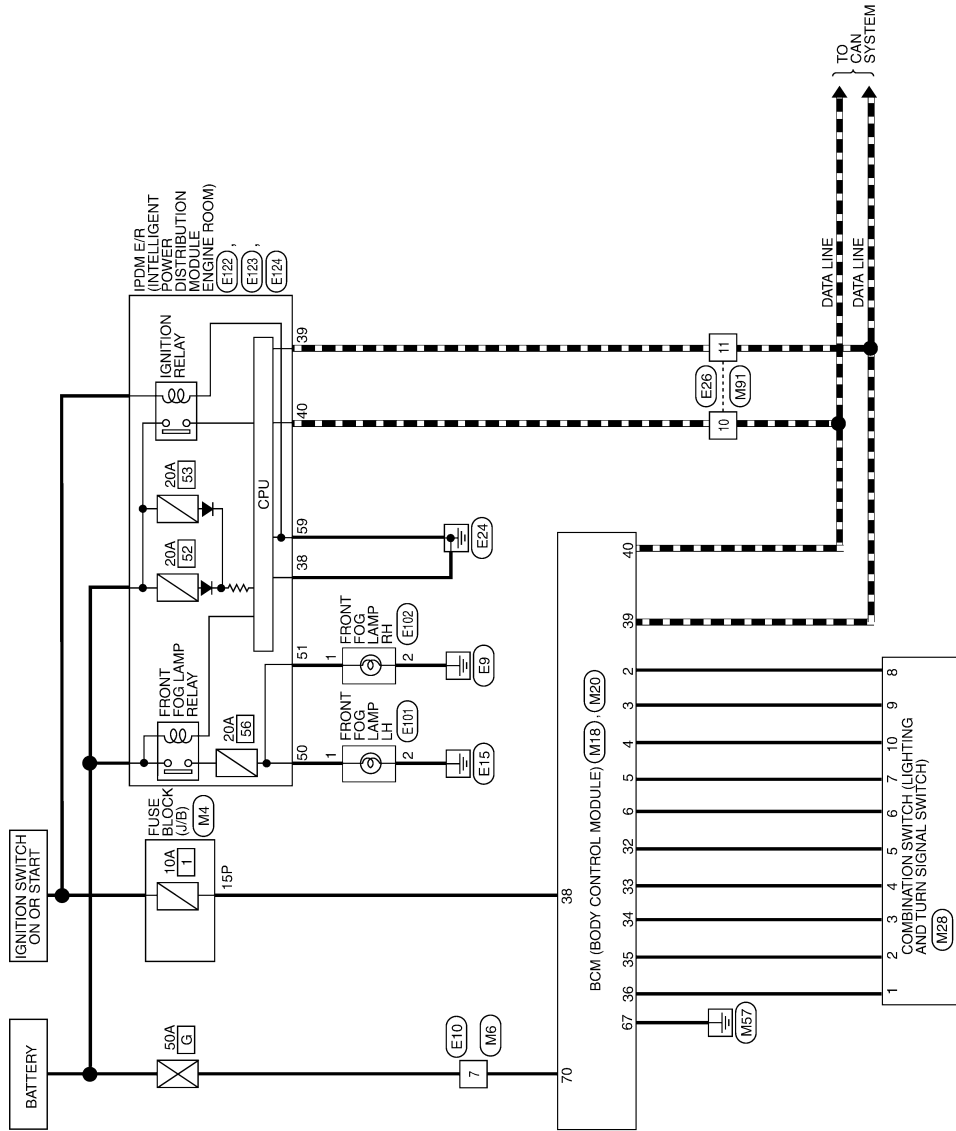 BATTERY
IGNITION SWITCH
ON OR START
50A
G
10A
1
FUSE
BLOCK
(J/B)
M4
15P
FRONT
FOG LAMP
RELAY
20A
56
20A
52
20A
53
IGNITION
RELAY
CPU
IPDM E/R
(INTELLIGENT
POWER
DISTRIBUTION
MODULE
ENGINE ROOM)
E122 ,
E123 ,
E124
50
51
38
59
40
39
1
FRONT
FOG
LAMP
LH
E101
2
E15
1
FRONT
FOG
LAMP
RH
E102
2
E9
E24
E10
7
M6
10
E26
M91
11
DATA LINE
DATA LINE
TO
CAN
SYSTEM
70
38
BCM (BODY CONTROL MODULE) M18 , M20
67
36
35
34
33
32
6
5
4
3
2
39
40
M57
1
2
3
4
5
6
7
10
9
8
COMBINATION SWITCH (LIGHTING
AND TURN SIGNAL SWITCH)
M28